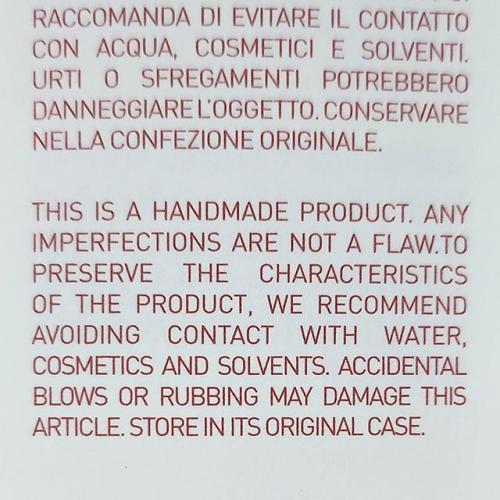 RACCOMANDA DI EVITARE IL CONTATTO
CON ACQUA, COSMETICI E SOLVENTI.
URTI O SFREGAMENTI POTREBBERO
DANNEGGIARE L'OGGETTO. CONSERVARE
NELLA CONFEZIONE ORIGINALE.
THIS IS A HANDMADE PRODUCT. ANY
IMPERFECTIONS ARE NOT A FLAW.TO
PRESERVE THE CHARACTERISTICS
OF THE PRODUCT, WE RECOMMEND
AVOIDING CONTACT WITH WATER,
COSMETICS AND SOLVENTS. ACCIDENTAL
BLOWS OR RUBBING MAY DAMAGE THIS
ARTICLE. STORE IN ITS ORIGINAL CASE.